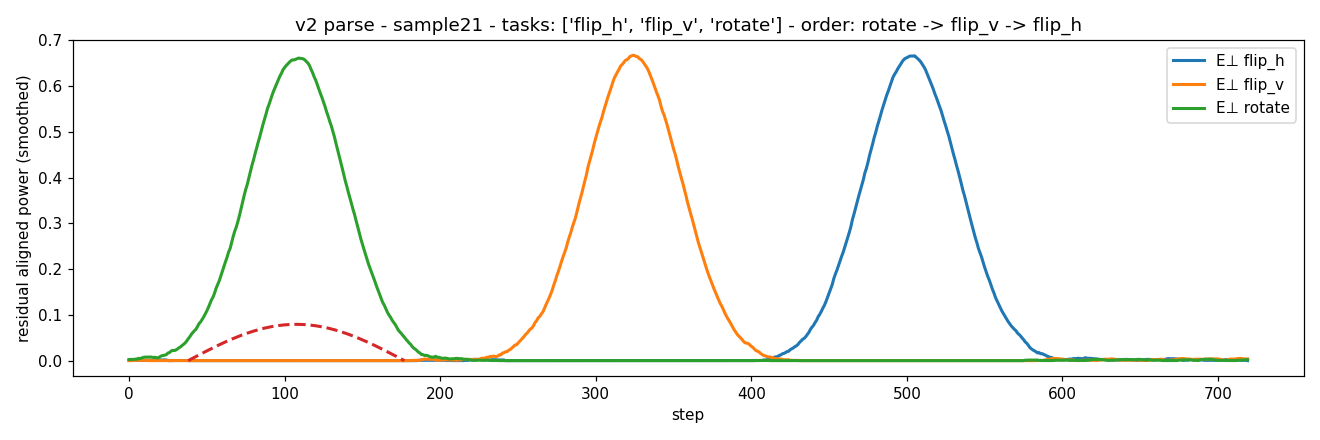 v2 parse - sample21 - tasks: ['flip_h', 'flip_v', 'rotate'] - order: rotate -> flip_v -> flip_h
residual aligned power (smoothed)
0.7
0.6
0.5
0.4
0.3
0.2
0.1
0.0
E⊥ flip_h
E⊥ flip_v
E⊥ rotate
0 100 200 300 400 500 600 700
step